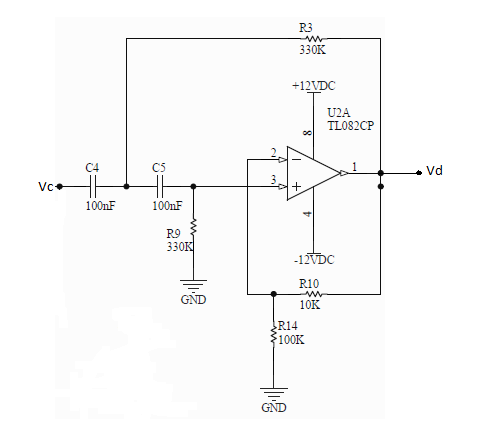 R3
330K
+12VDC
U2A
TL082CP
8
2
3
1
4
Vd
Vc
C4
100nF
C5
100nF
R9
330K
GND
-12VDC
R10
10K
R14
100K
GND